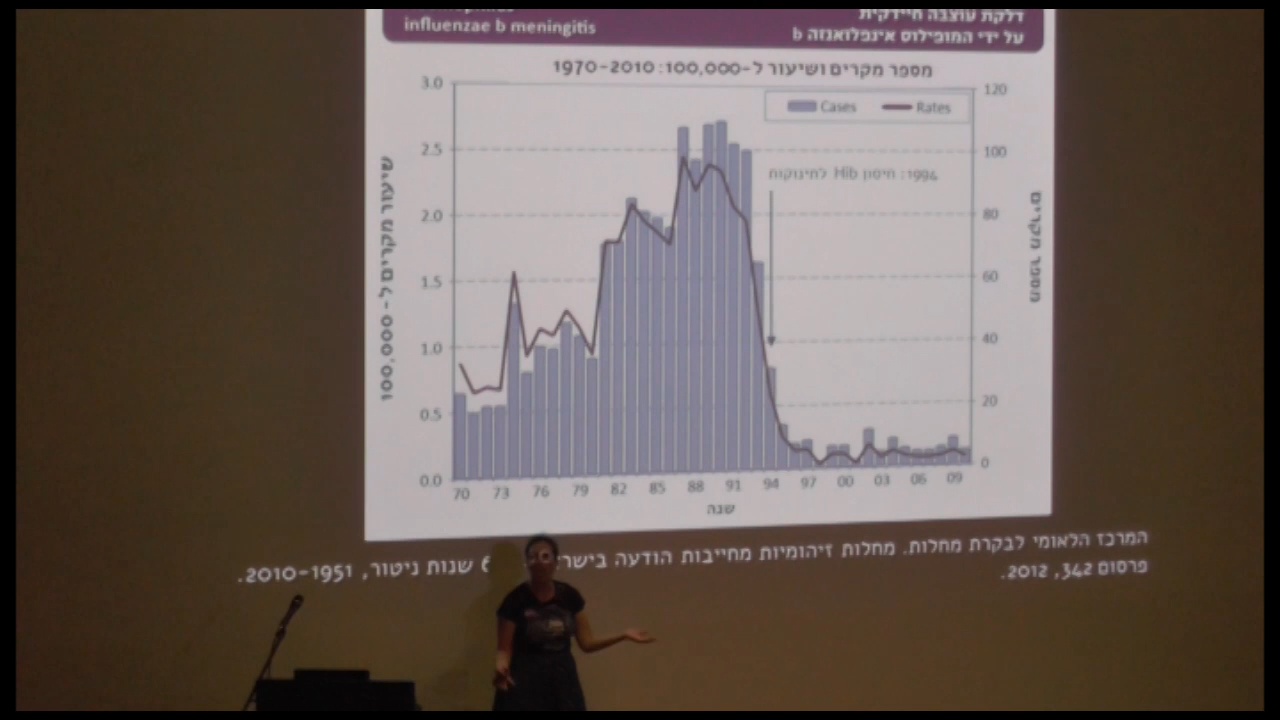 influenzae b meningitis
דלקת עוצבה חיידקית
על ידי המופילוס אינפלואנזה b
מספר מקרים ושיעור ל-100,000: 1970-2010
Cases
Rates
1994: חיסון Hib לתינוקות
שיעור מקרים ל- 100,000
3.0
2.5
2.0
1.5
1.0
0.5
0.0
מספר מקרים
120
100
80
60
40
20
0
70 73 76 79 82 85 88 91 94 97 00 03 06 09
שנה
המרכז הלאומי לבקרת מחלות. מחלות זיהומיות מחייבות הודעה
שנות ניטור, 2010-1951.
פרסום 342, 2012.